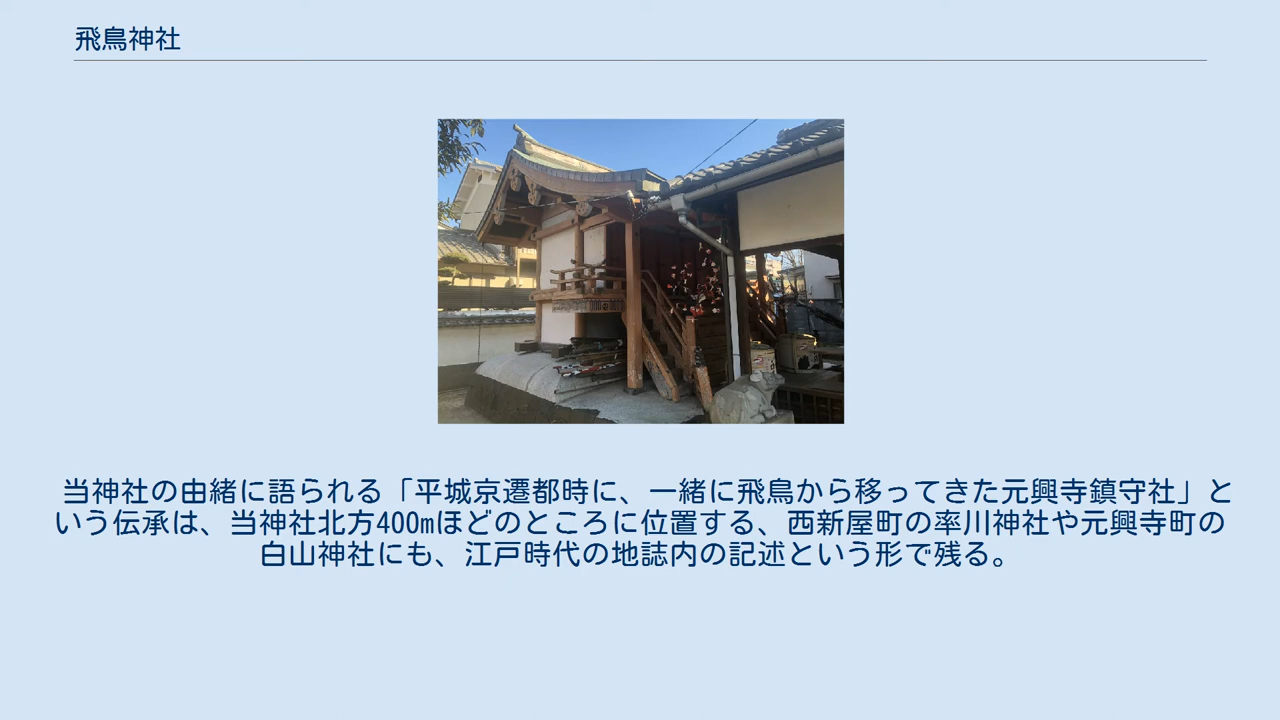 飛鳥神社
当神社の由緒に語られる「平城京遷都時に、一緒に飛鳥から移ってきた元興寺鎮守社」と
いう伝承は、当神社北方400mほどのところに位置する、西新屋町の率川神社や元興寺町の
白山神社にも、江戸時代の地誌内の記述という形で残る。